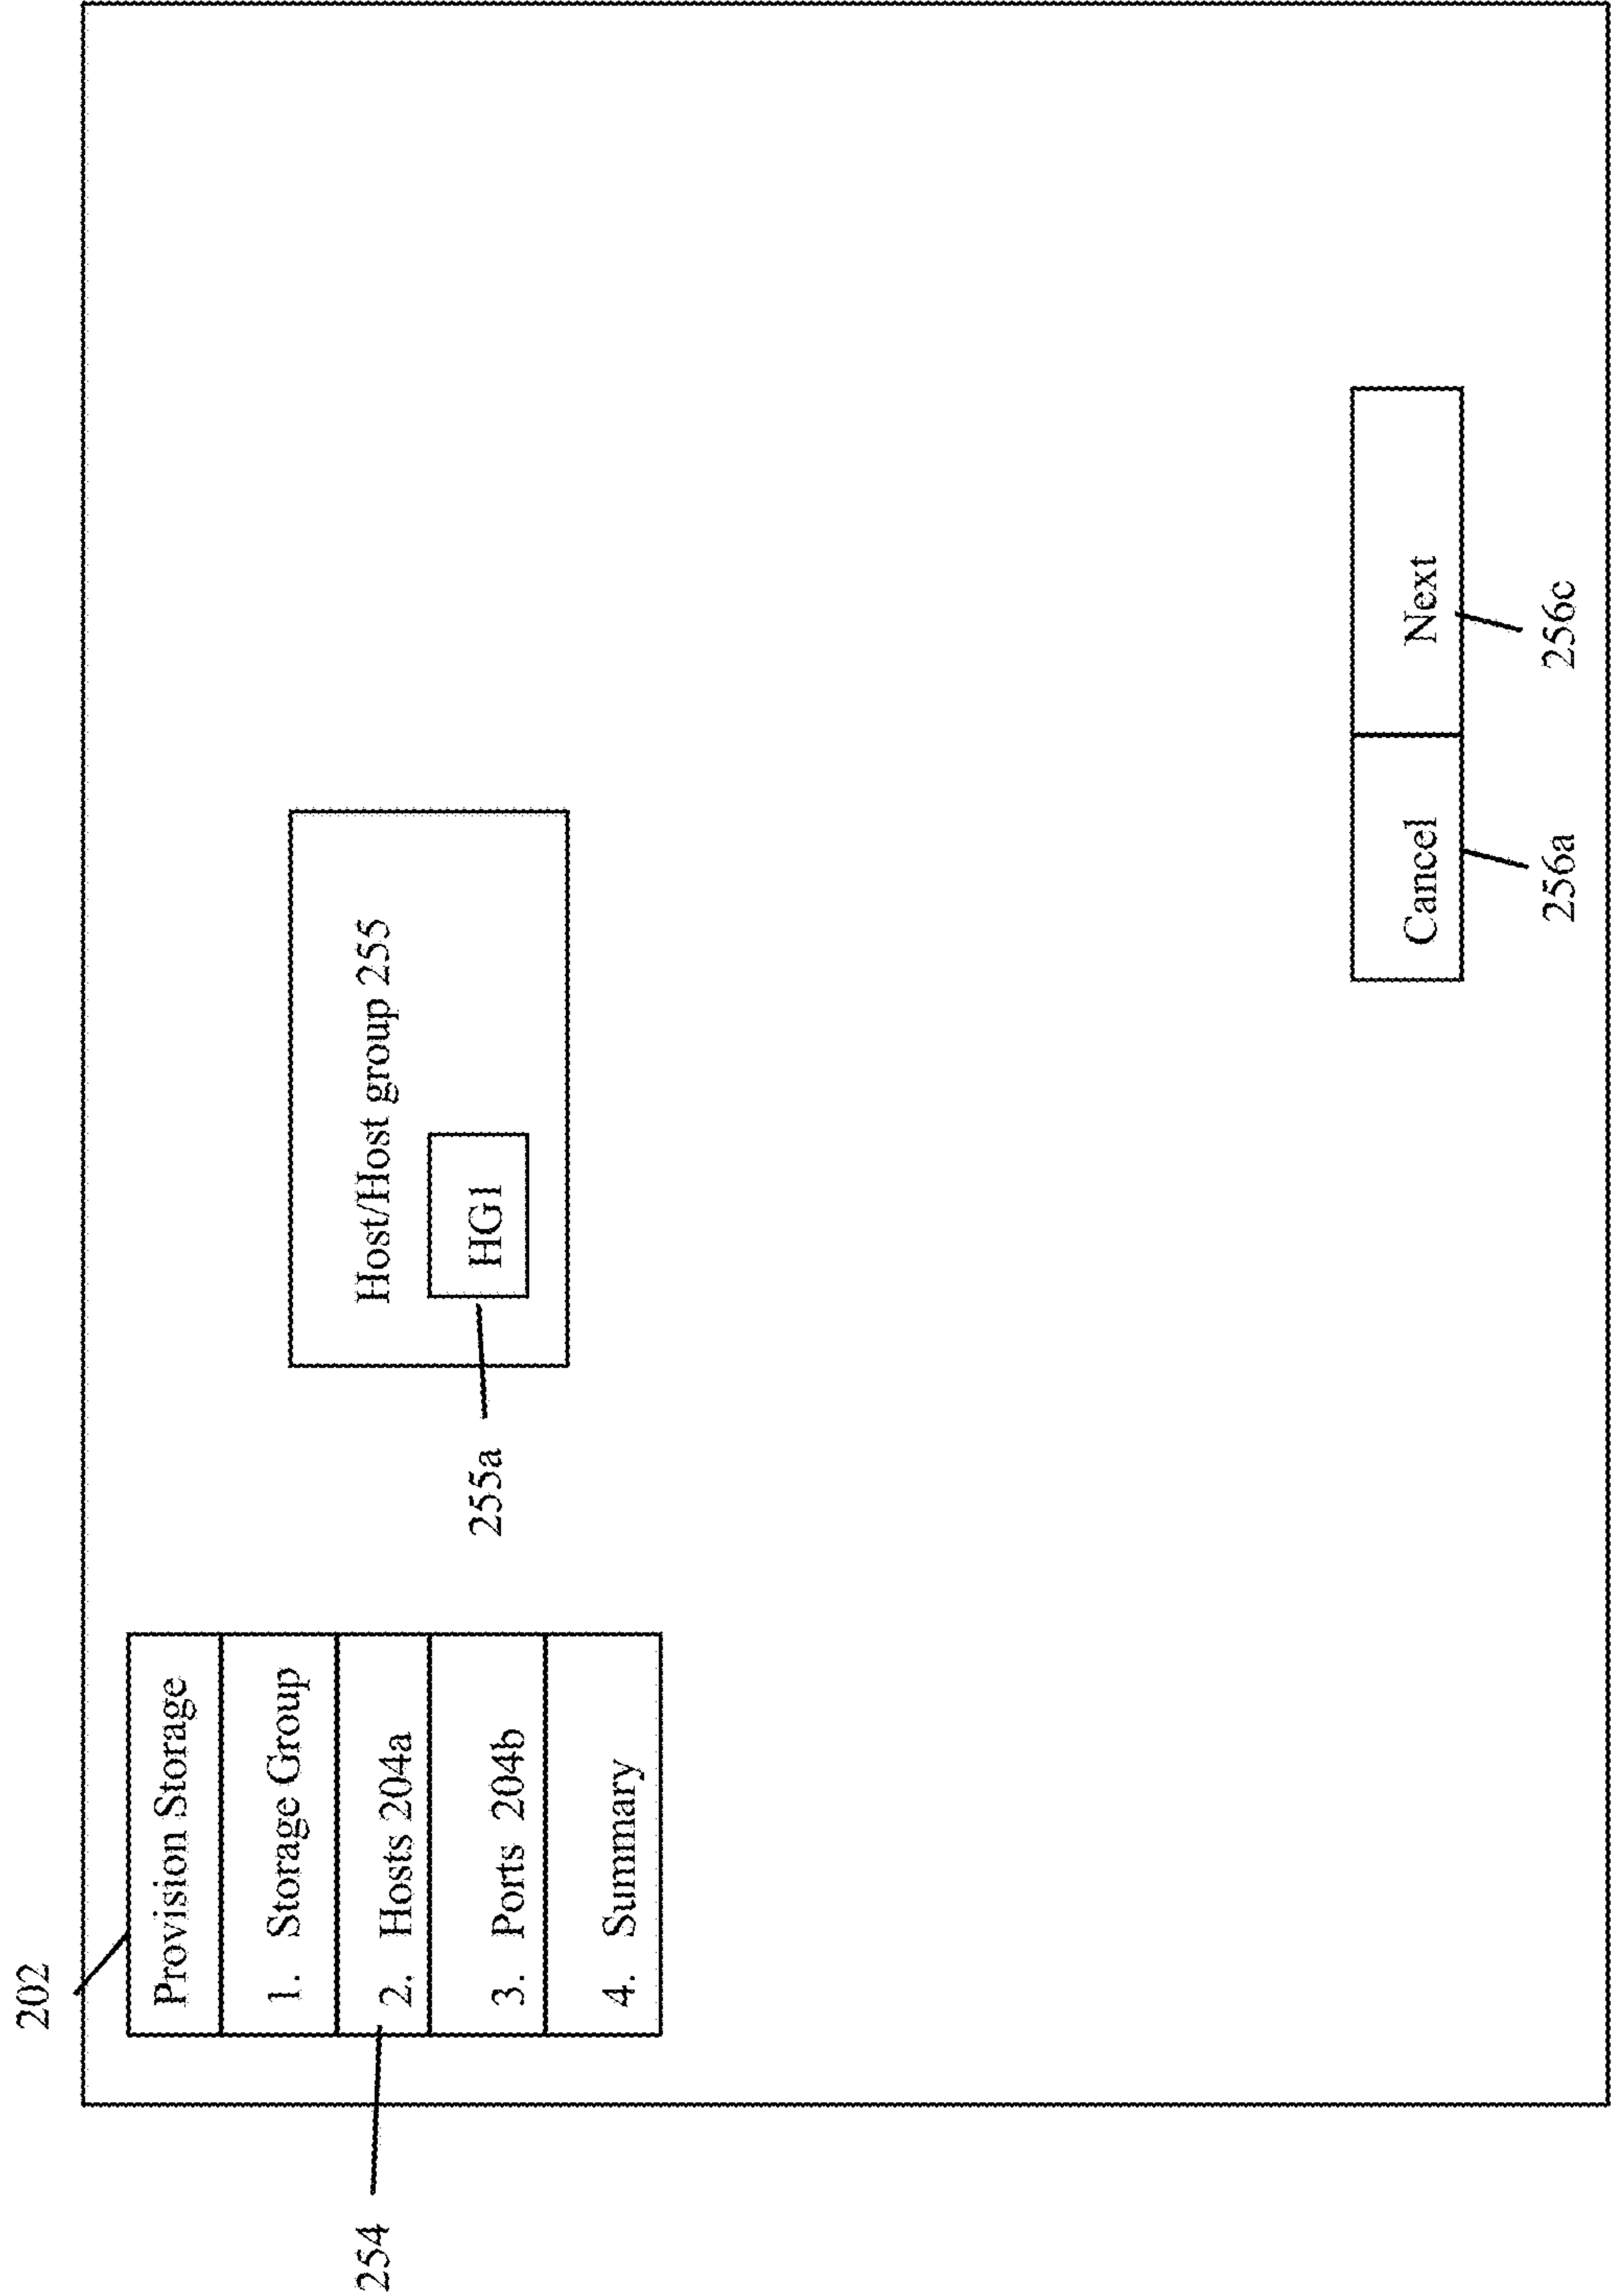 202
Provision Storage
1. Storage Group
254
2. Hosts 204a
3. Ports 204b
4. Summary
Host/Host group 255
255a
HG1
Cancel
Next
256a
256c